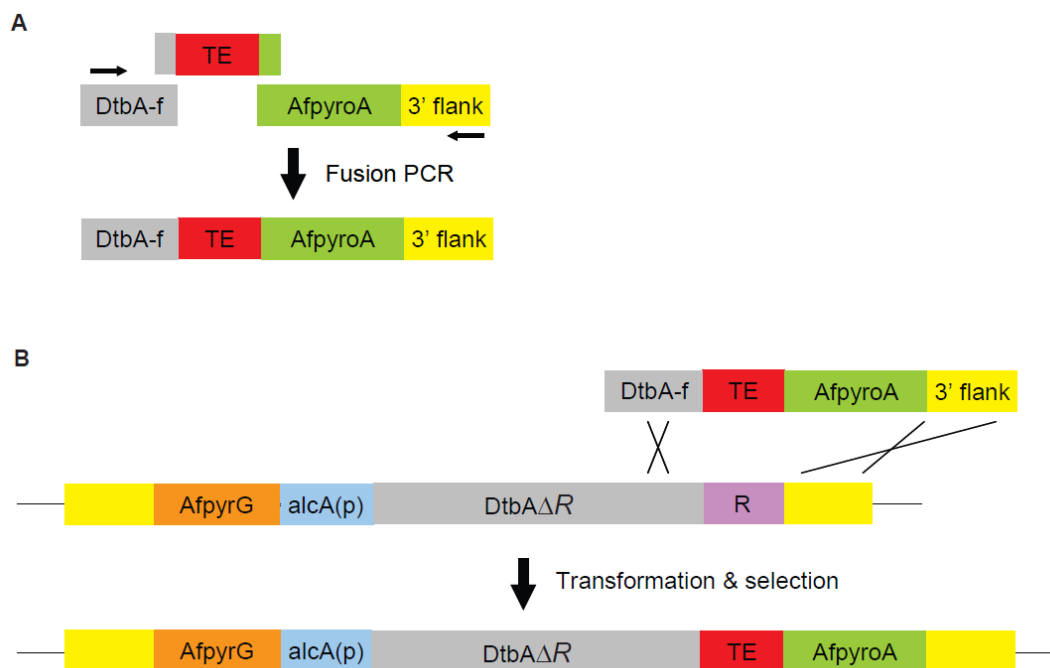 A
TE
DtbA-f AfpyroA 3' flank
Fusion PCR
DtbA-f TE AfpyroA 3' flank
B
DtbA-f TE AfpyroA 3' flank
AfpyrG alcA(p) DtbAΔR R
Transformation & selection
AfpyrG alcA(p) DtbAΔR TE AfpyroA